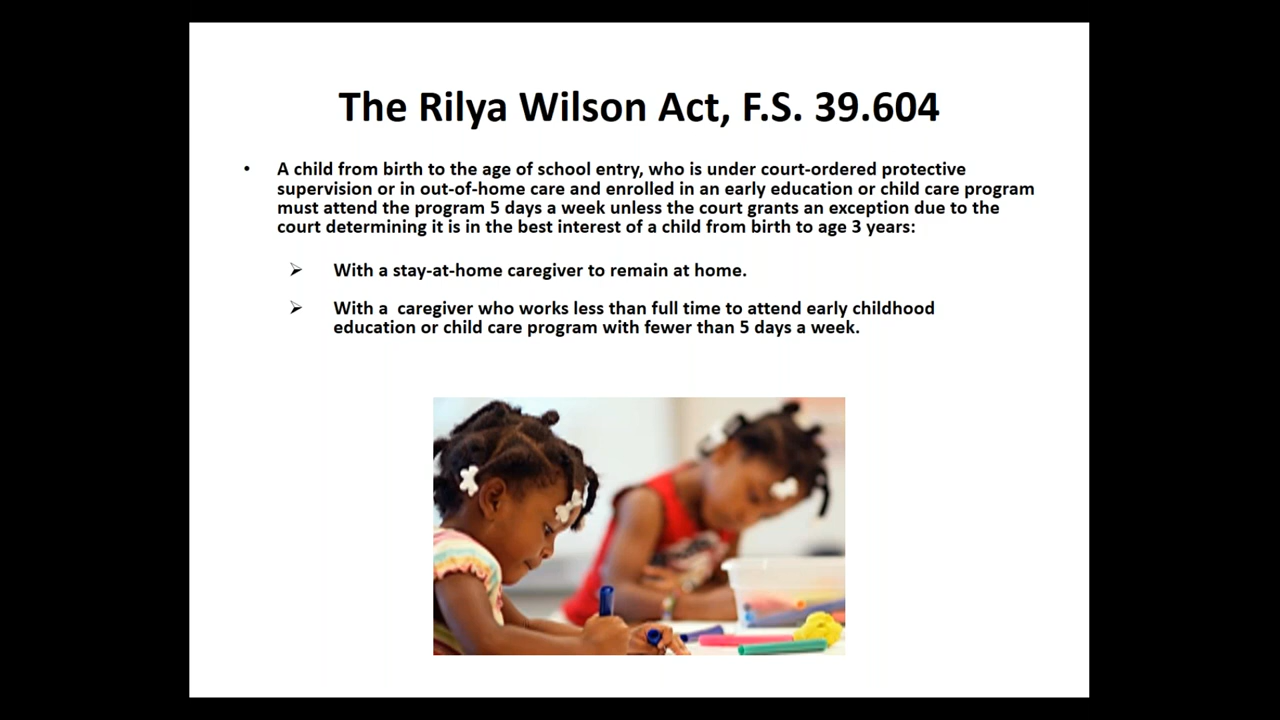 The Rilya Wilson Act, F.S. 39.604
• A child from birth to the age of school entry, who is under court-ordered protective
supervision or in out-of-home care and enrolled in an early education or child care program
must attend the program 5 days a week unless the court grants an exception due to the
court determining it is in the best interest of a child from birth to age 3 years:
➢ With a stay-at-home caregiver to remain at home.
➢ With a  caregiver who works less than full time to attend early childhood
education or child care program with fewer than 5 days a week.